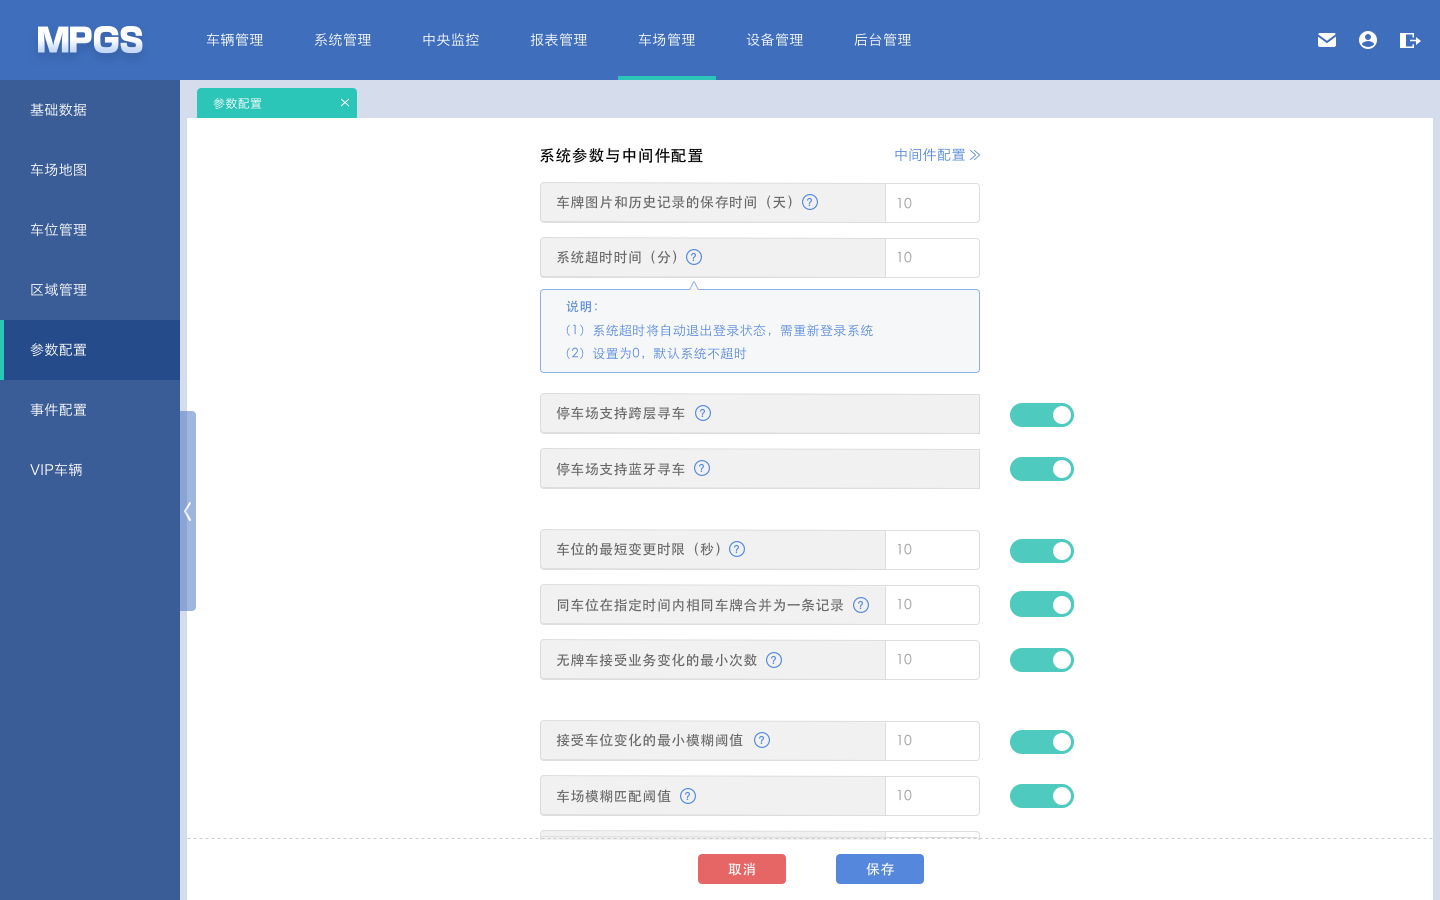 MPGS
车辆管理 系统管理 中央监控 报表管理 车场管理 设备管理 后台管理
基础数据
车场地图
车位管理
区域管理
参数配置
事件配置
VIP车辆
参数配置 ×
系统参数与中间件配置 中间件配置 >>
车牌图片和历史记录的保存时间（天） ? 10
系统超时时间（分） ? 10
说明：
（1）系统超时将自动退出登录状态，需重新登录系统
（2）设置为0，默认系统不超时
停车场支持跨层寻车 ?
停车场支持蓝牙寻车 ?
车位的最短变更时限（秒） ? 10
同车位在指定时间内相同车牌合并为一条记录 ? 10
无牌车接受业务变化的最小次数 ? 10
接受车位变化的最小模糊阈值 ? 10
车场模糊匹配阈值 ? 10
取消 保存